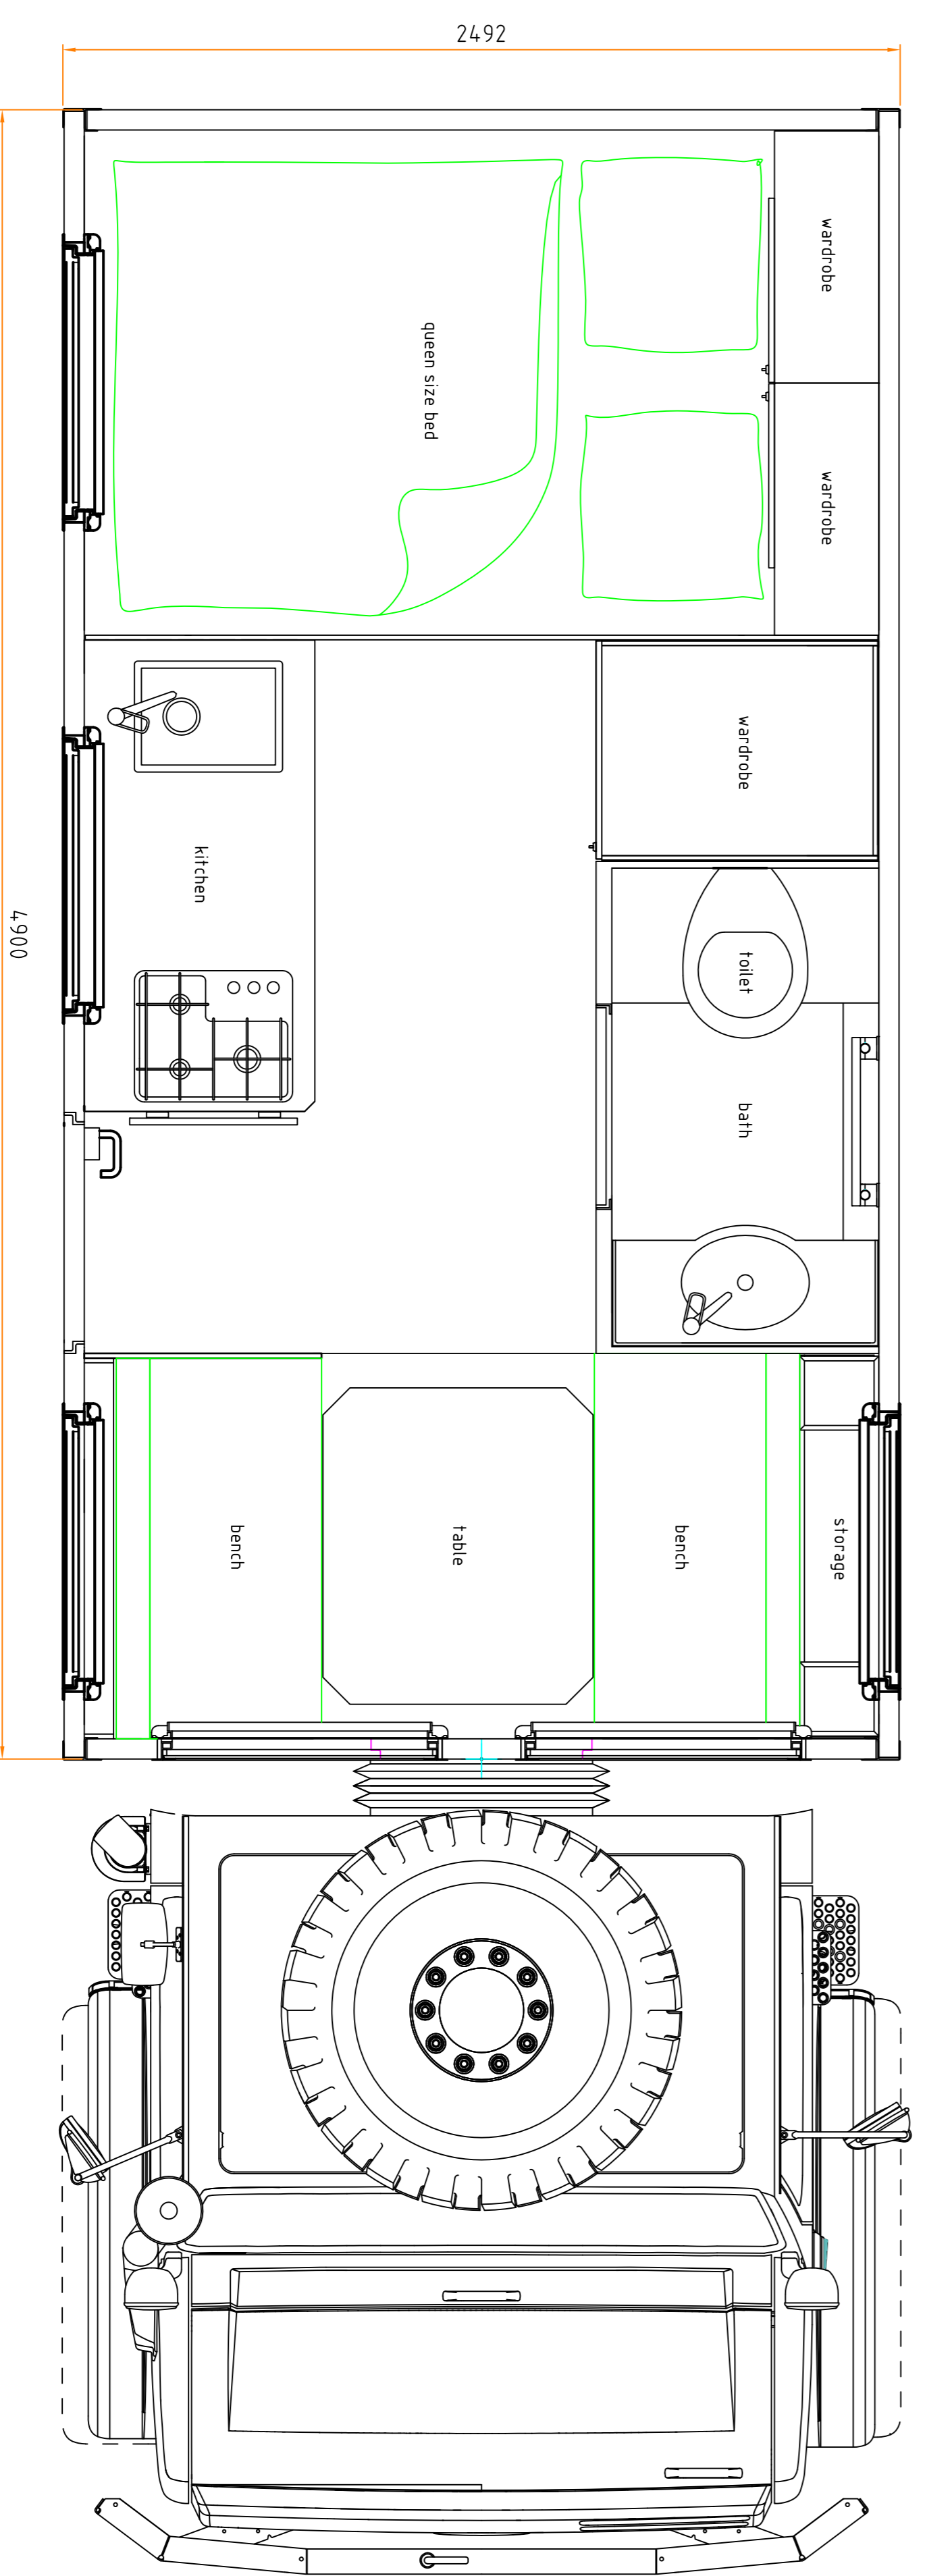 2492
wardrobe
wardrobe
queen size bed
wardrobe
kitchen
4900
toilet
bath
bench
table
bench
storage